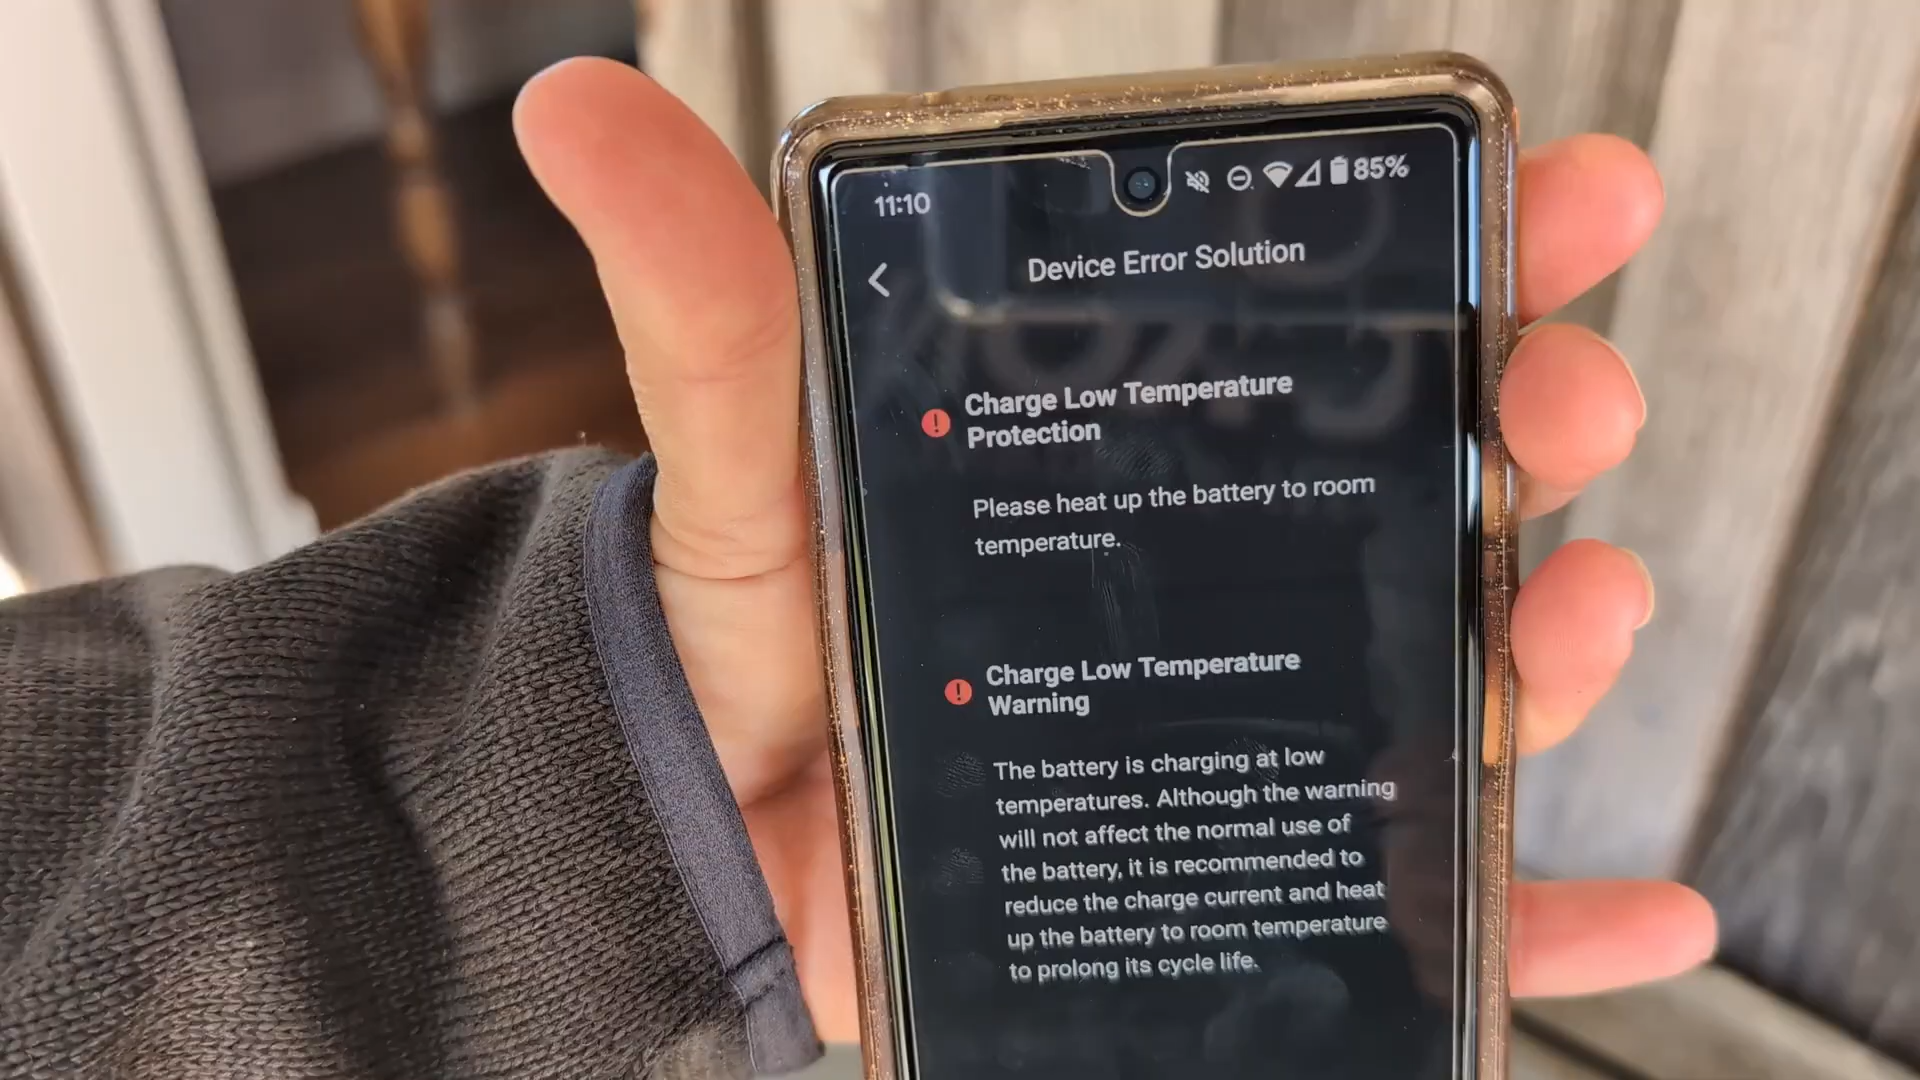 11:10
85%
Device Error Solution
Charge Low Temperature
Protection
Please heat up the battery to room
temperature.
Charge Low Temperature
Warning
The battery is charging at low
temperatures. Although the warning
will not affect the normal use of
the battery, it is recommended to
reduce the charge current and heat
up the battery to room temperature
to prolong its cycle life.